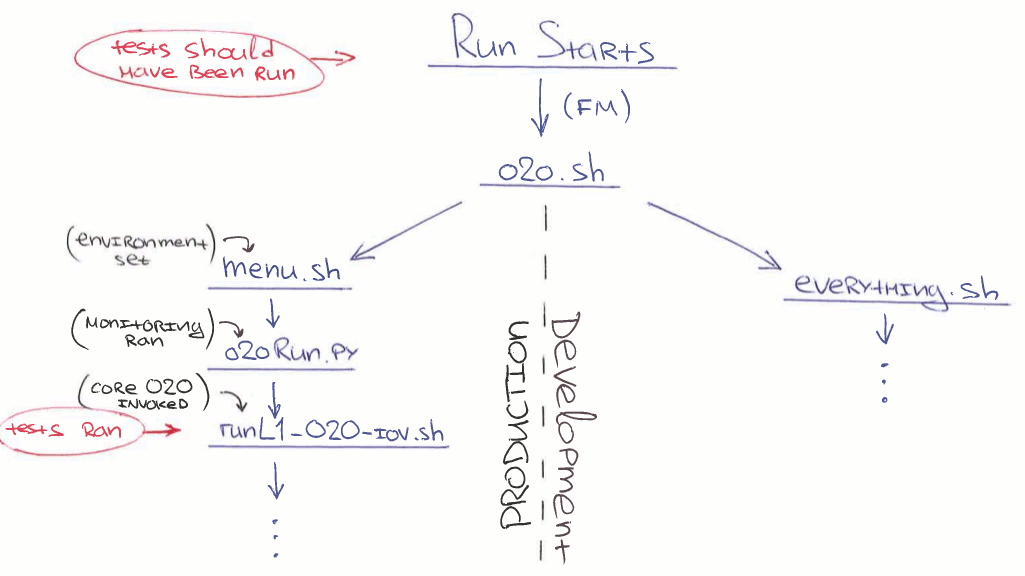 tests should
Have Been Run
Run Starts
(FM)
o2o.sh
(environment
set)
menu.sh
everything.sh
(Monitoring
Ran)
o2oRun.py
(core O2O
invoked)
tests Ran
runL1-O2O-iov.sh
PRODUCTION
Development